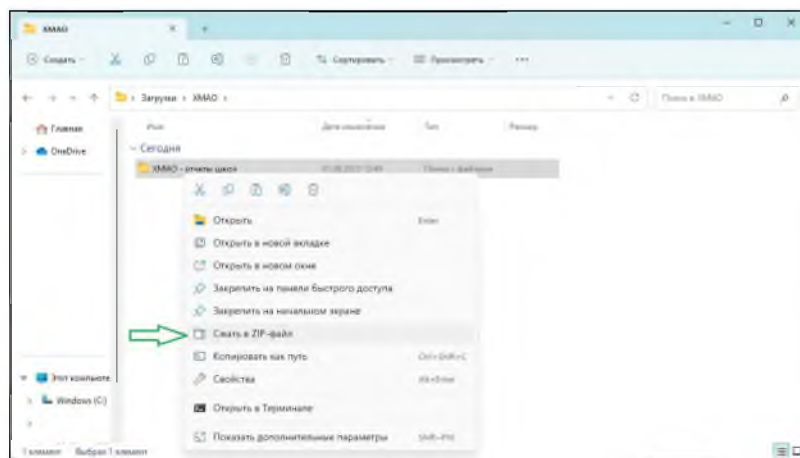 ХМАО
Создать
Сортировать Просмотреть
Загрузки ХМАО
Поиск в ХМАО
Главная
Имя
Дата изменения
Тип
Размер
OneDrive
Сегодня
ХМАО - отчеты школ
Папка с файлами
Открыть Enter
Открыть в новой вкладке
Открыть в новом окне
Закрепить на панели быстрого доступа
Закрепить на начальном экране
Сжать в ZIP-файл
Копировать как путь Ctrl+Shift+C
Свойства Alt+Enter
Открыть в Терминале
Показать дополнительные параметры Shift+F10
Этот компьюте
Windows (C:)
1 элемент Выбран 1 элемент